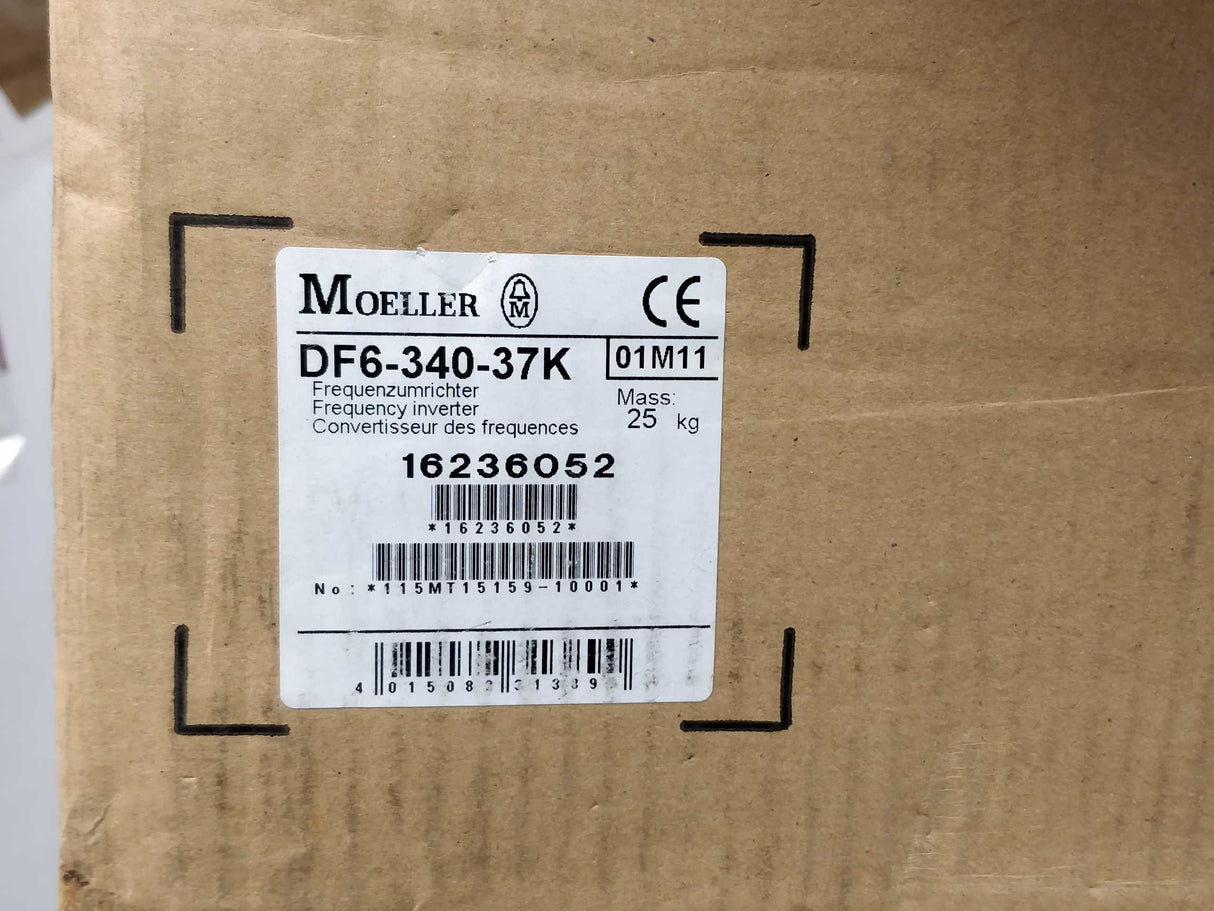 MOELLER M CE
DF6-340-37K 01M11
Frequenzumrichter
Frequency inverter
Convertisseur des frequences
Mass:
25 kg
16236052
*16236052*
No: *115MT15159-10001*